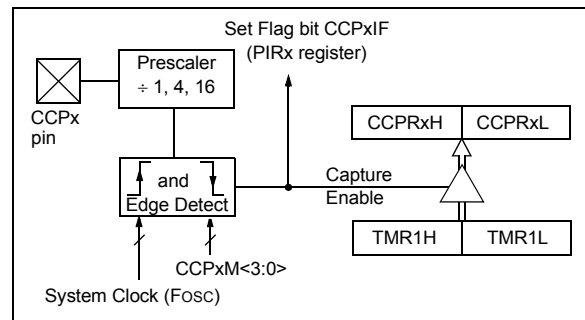 Set Flag bit CCPxIF
(PIRx register)
Prescaler
÷ 1, 4, 16
CCPx
pin
CCPRxH CCPRxL
and
Edge Detect
Capture
Enable
TMR1H TMR1L
CCPxM<3:0>
System Clock (FOSC)